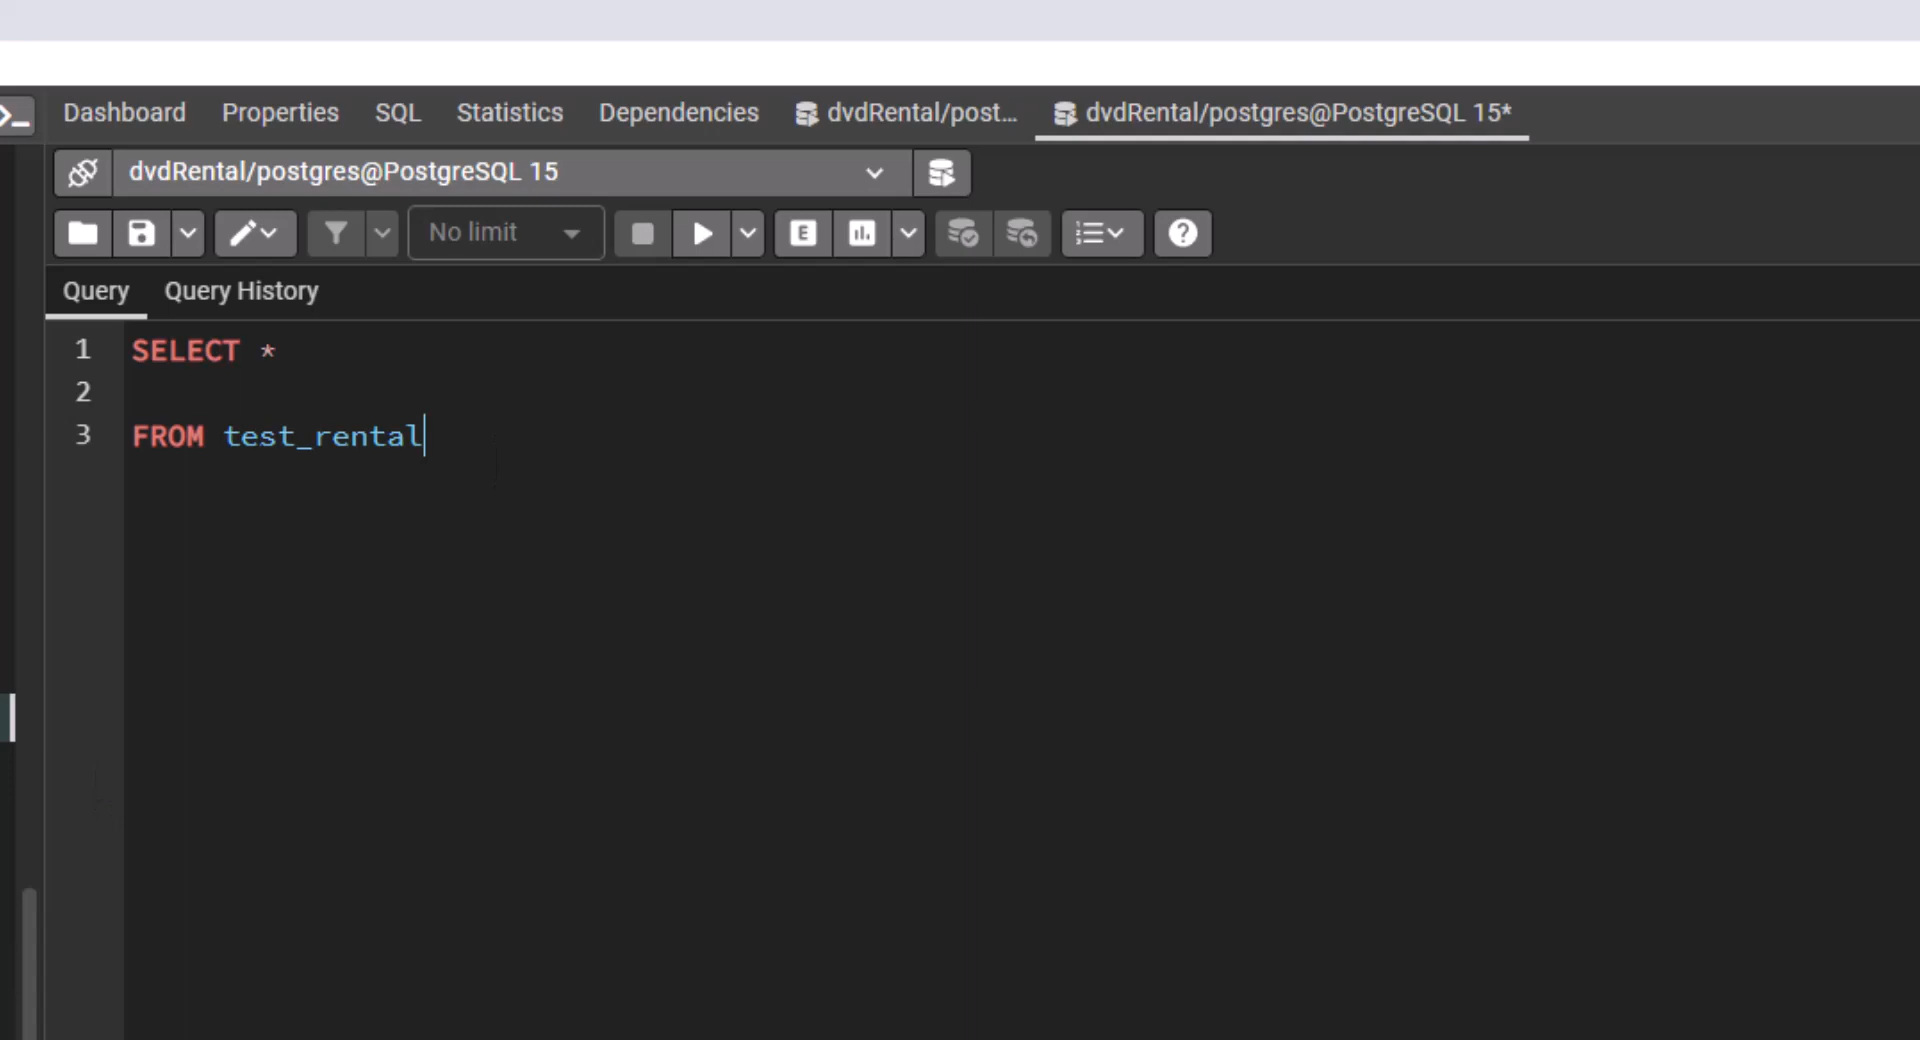 Dashboard Properties SQL Statistics Dependencies dvdRental/post... dvdRental/postgres@PostgreSQL 15*
dvdRental/postgres@PostgreSQL 15
No limit E
Query Query History
1 SELECT *
2
3 FROM test_rental